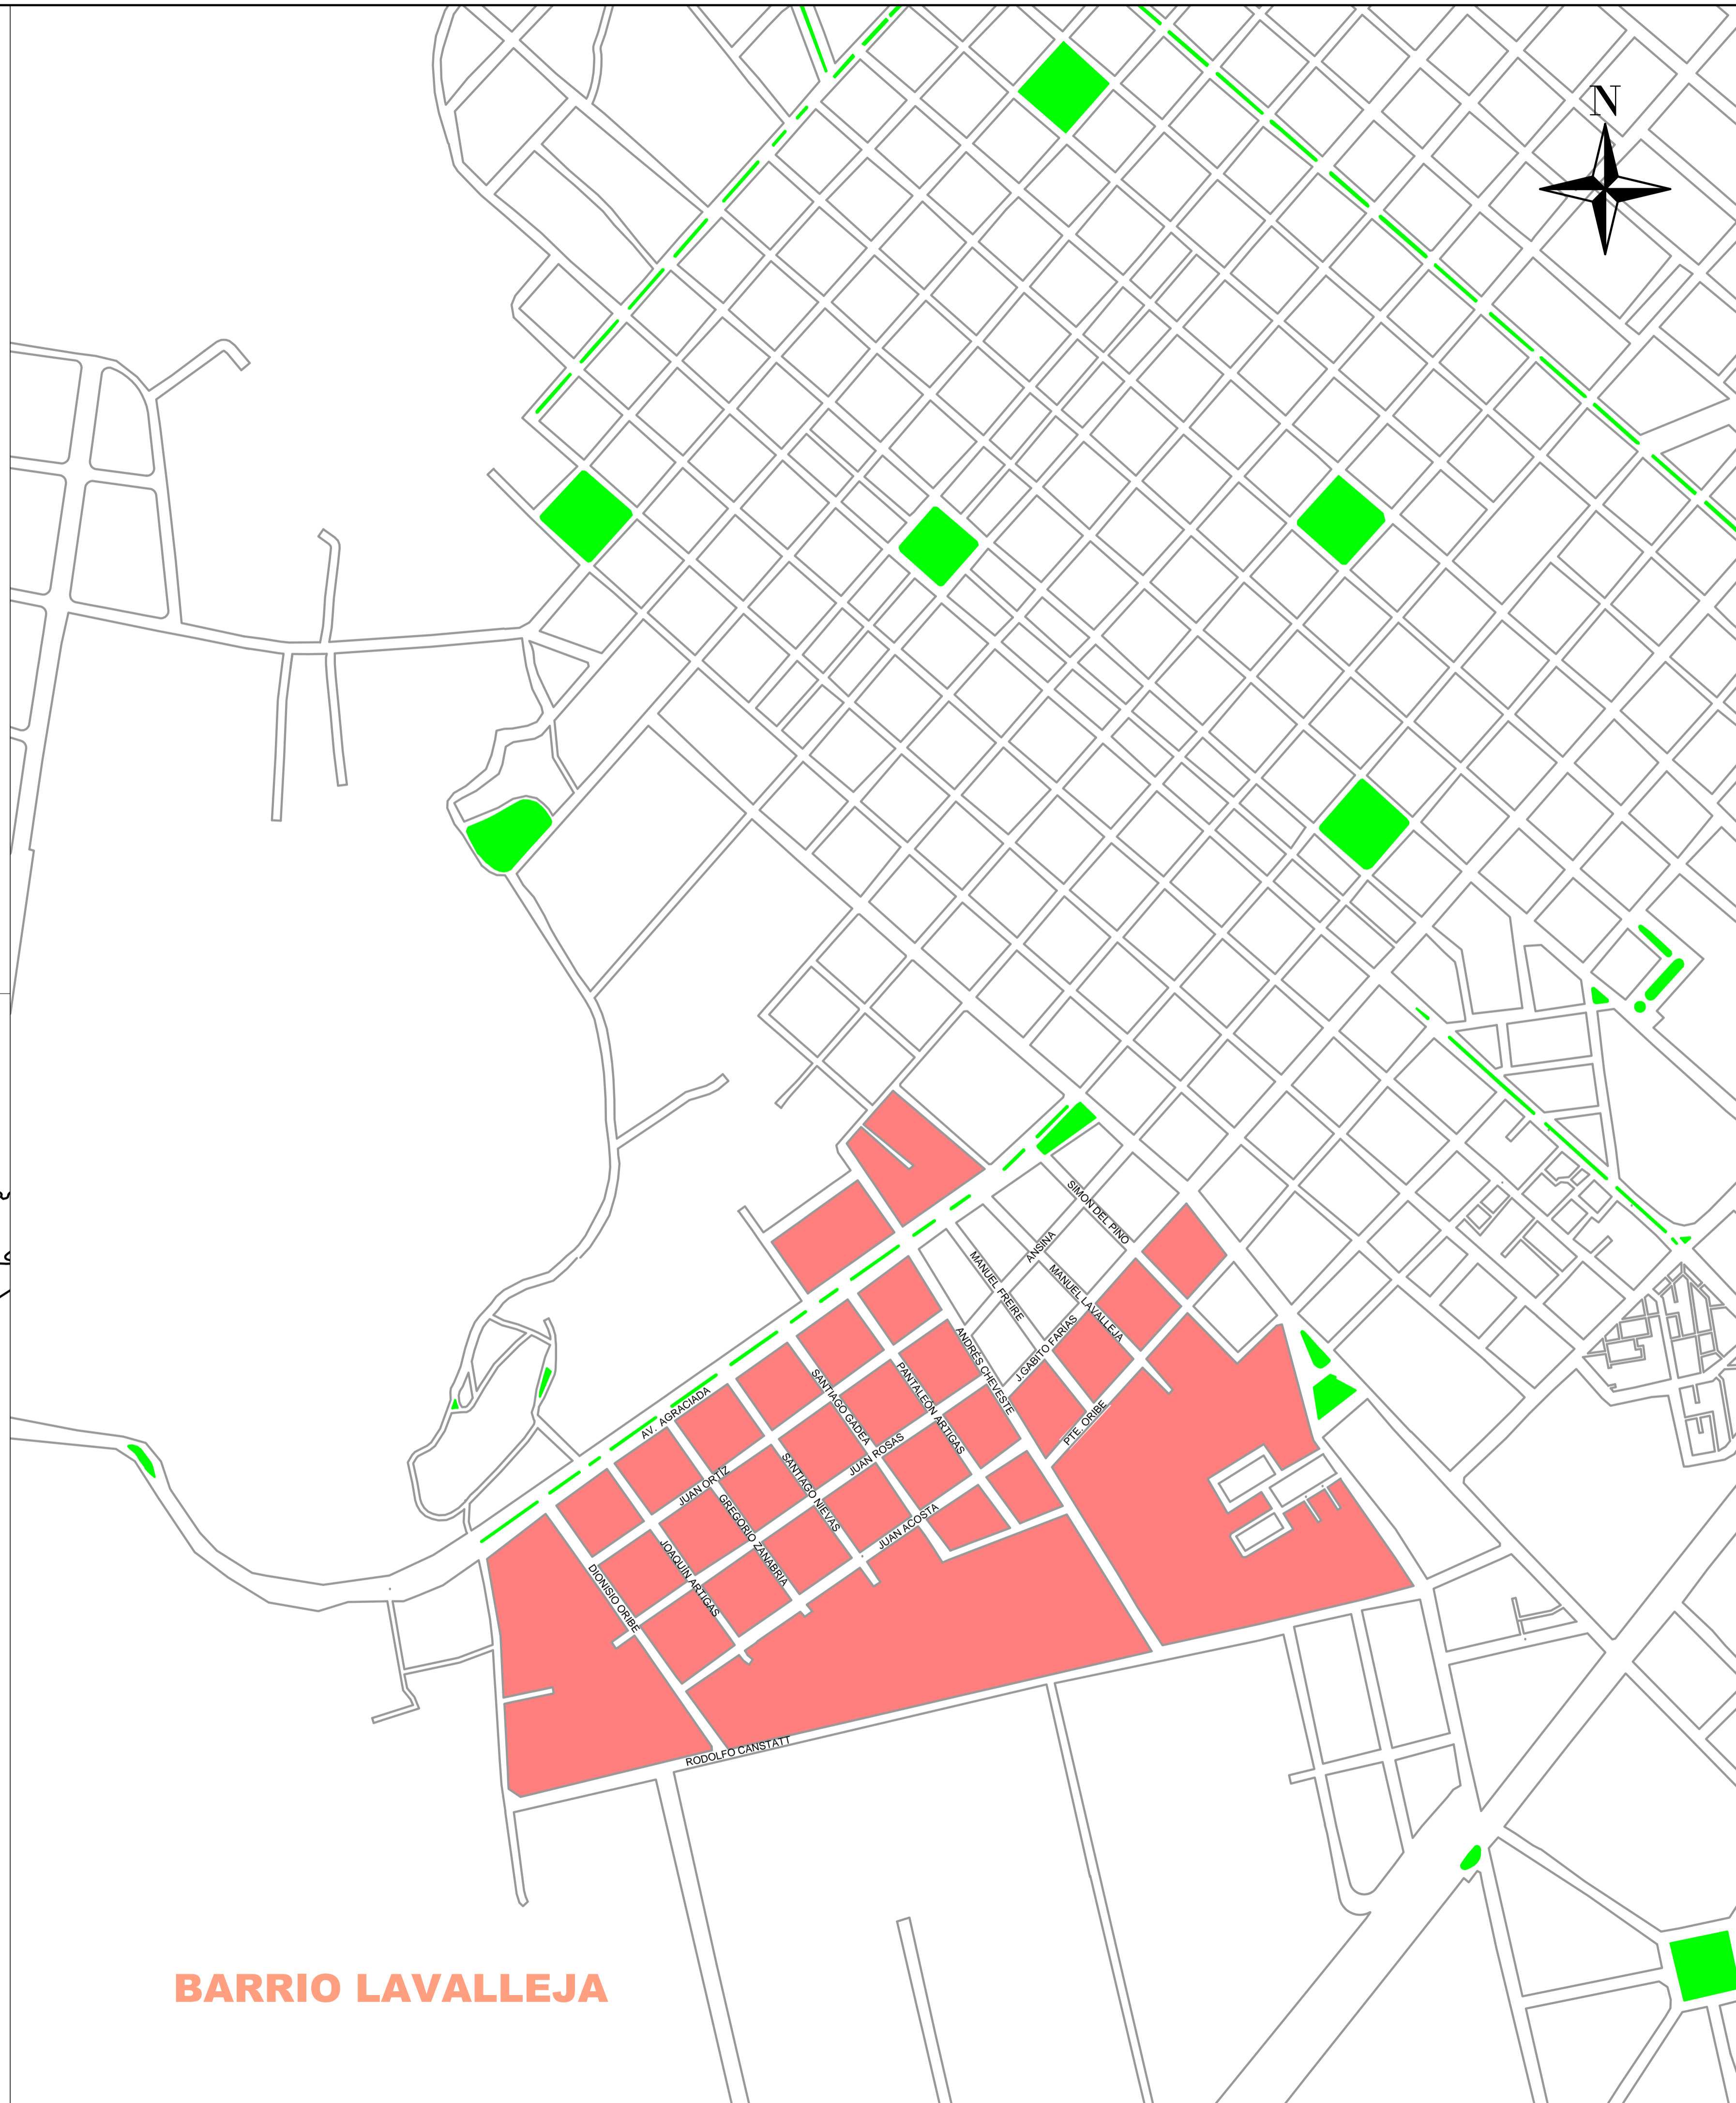 N
SIMON DEL PINO
ANSINA
MANUEL FREIRE
MANUEL LAVALLEJA
J.GABITO FARIAS
ANDRES CHEVESTE
PANTALEON ARTIGAS
SANTIAGO GADEA
AV. AGRACIADA
PTE. ORIBE
JUAN ROSAS
SANTIAGO NIEVAS
JUAN ORTÍZ
GREGORIO ZANABRIA
JUAN ACOSTA
JOAQUIN ARTIGAS
DIONISIO ORIBE
RODOLFO CANSTATT
BARRIO LAVALLEJA